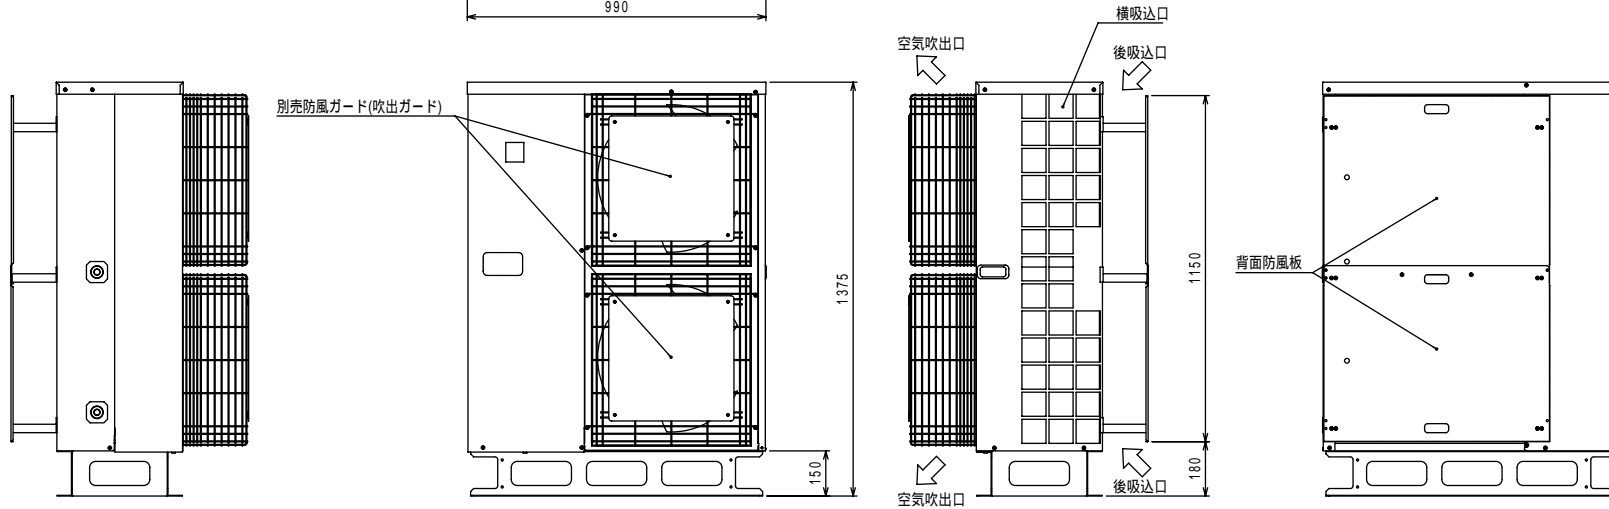 990
別売防風ガード(吹出ガード)
1375
150
空気吹出口
横吸込口
後吸込口
1150
180
後吸込口
空気吹出口
背面防風板